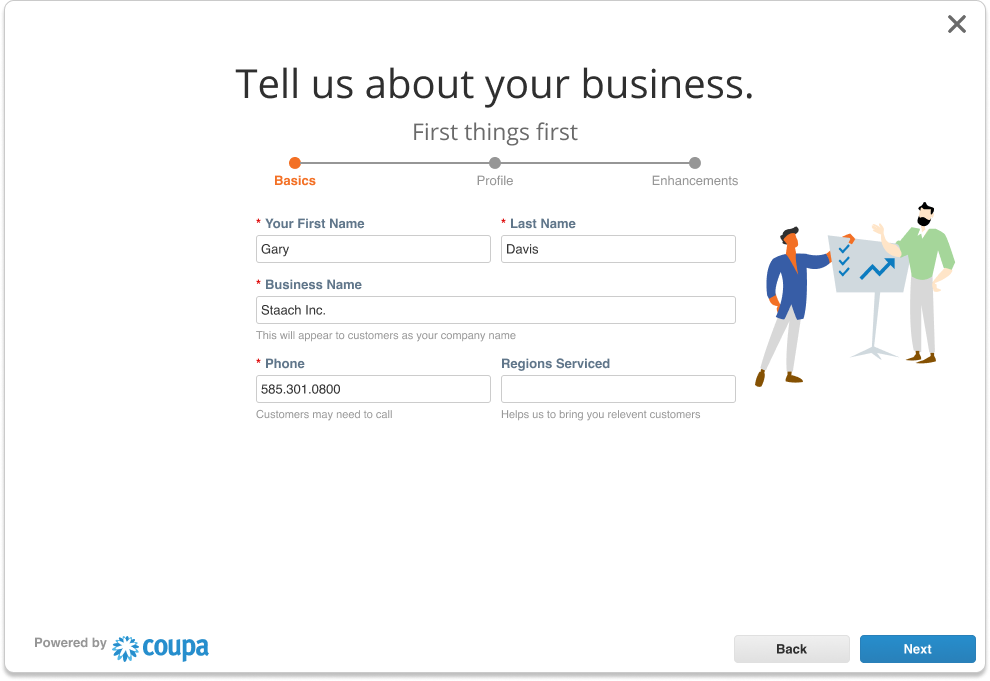 Tell us about your business.
First things first
Basics Profile Enhancements
* Your First Name * Last Name
Gary Davis
* Business Name
Staach Inc.
This will appear to customers as your company name
* Phone Regions Serviced
585.301.0800
Customers may need to call Helps us to bring you relevent customers
Powered by coupa Back Next